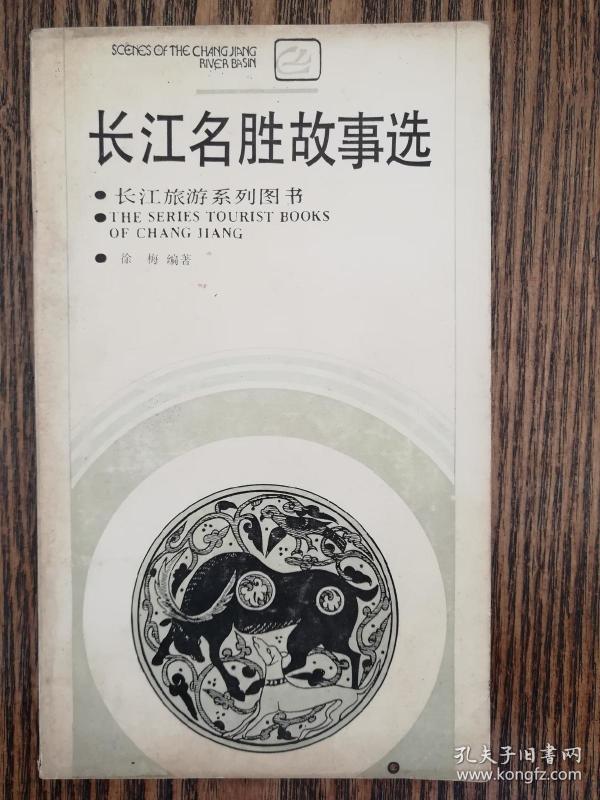 SCENES OF THE CHANG JIANG
RIVER BASIN
长江名胜故事选
• 长江旅游系列图书
• THE SERIES TOURIST BOOKS
OF CHANG JIANG
• 徐 梅 编著
孔夫子旧书网
www.kongfz.com